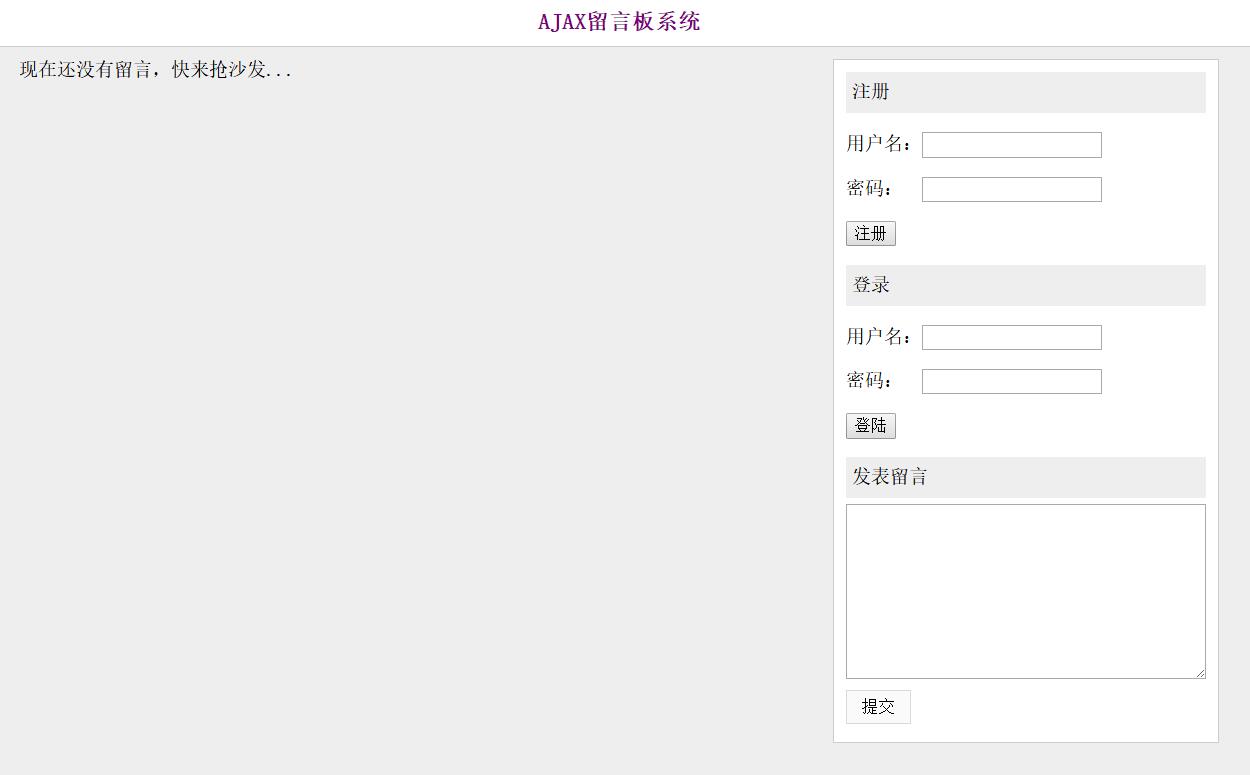 AJAX留言板系统
现在还没有留言，快来抢沙发...
注册
用户名：
密码：
注册
登录
用户名：
密码：
登陆
发表留言
提交